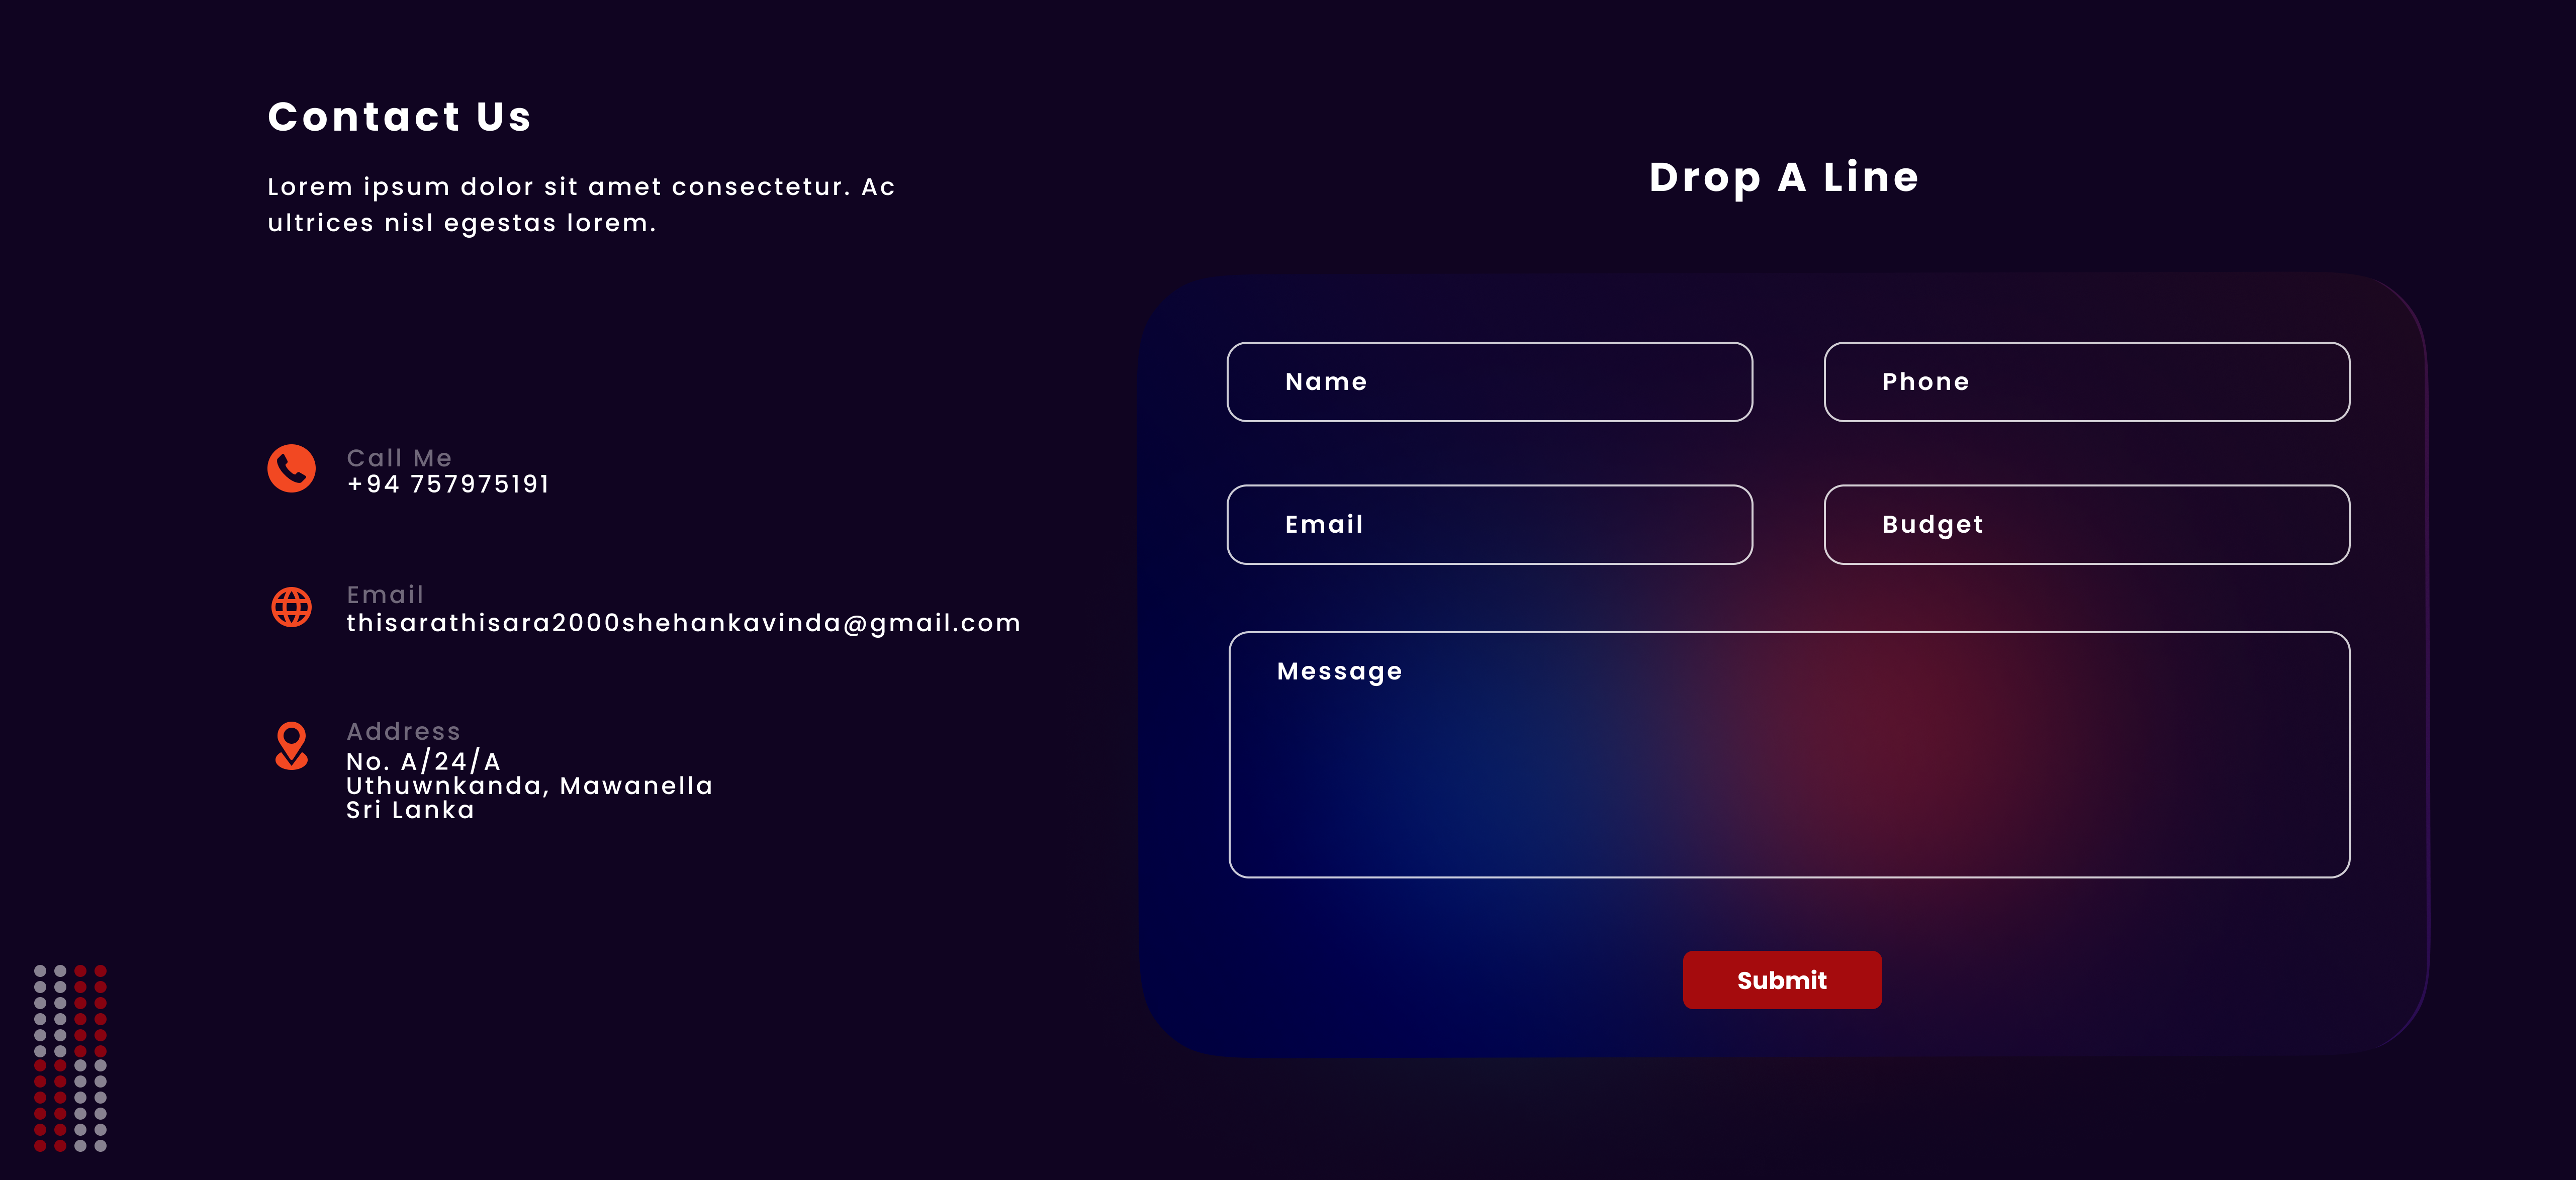 Contact Us
Lorem ipsum dolor sit amet consectetur. Ac
ultrices nisl egestas lorem.
Call Me
+94 757975191
Email
thisarathisara2000shehankavinda@gmail.com
Address
No. A/24/A
Uthuwnkanda, Mawanella
Sri Lanka
Drop A Line
Name
Phone
Email
Budget
Message
Submit